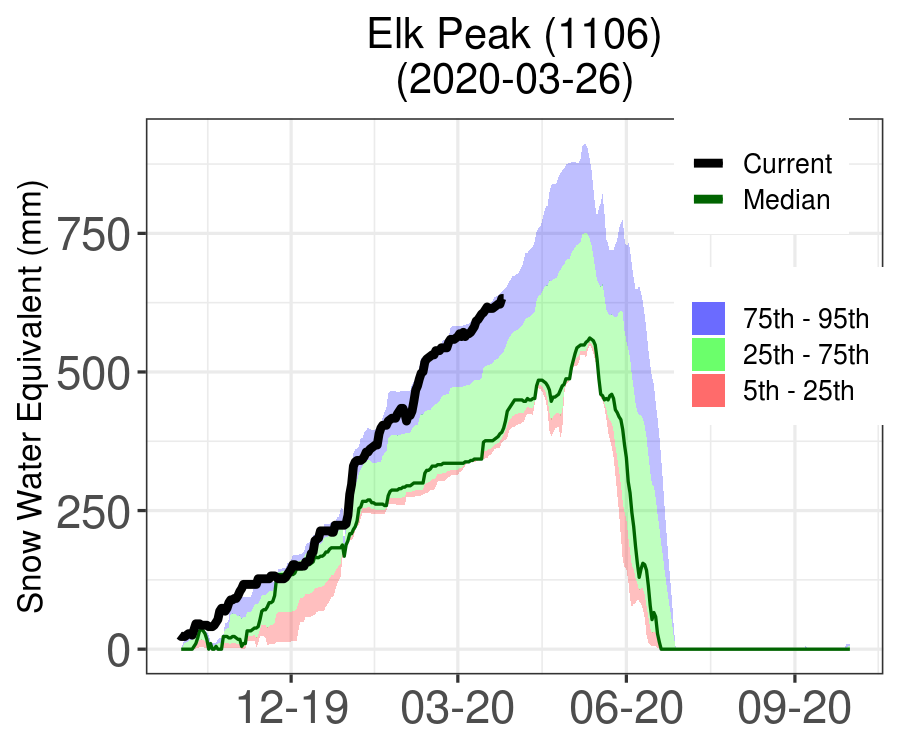 Elk Peak (1106)
(2020-03-26)
Snow Water Equivalent (mm)
750
500
250
0
12-19
03-20
06-20
09-20
Current
Median
75th - 95th
25th - 75th
5th - 25th